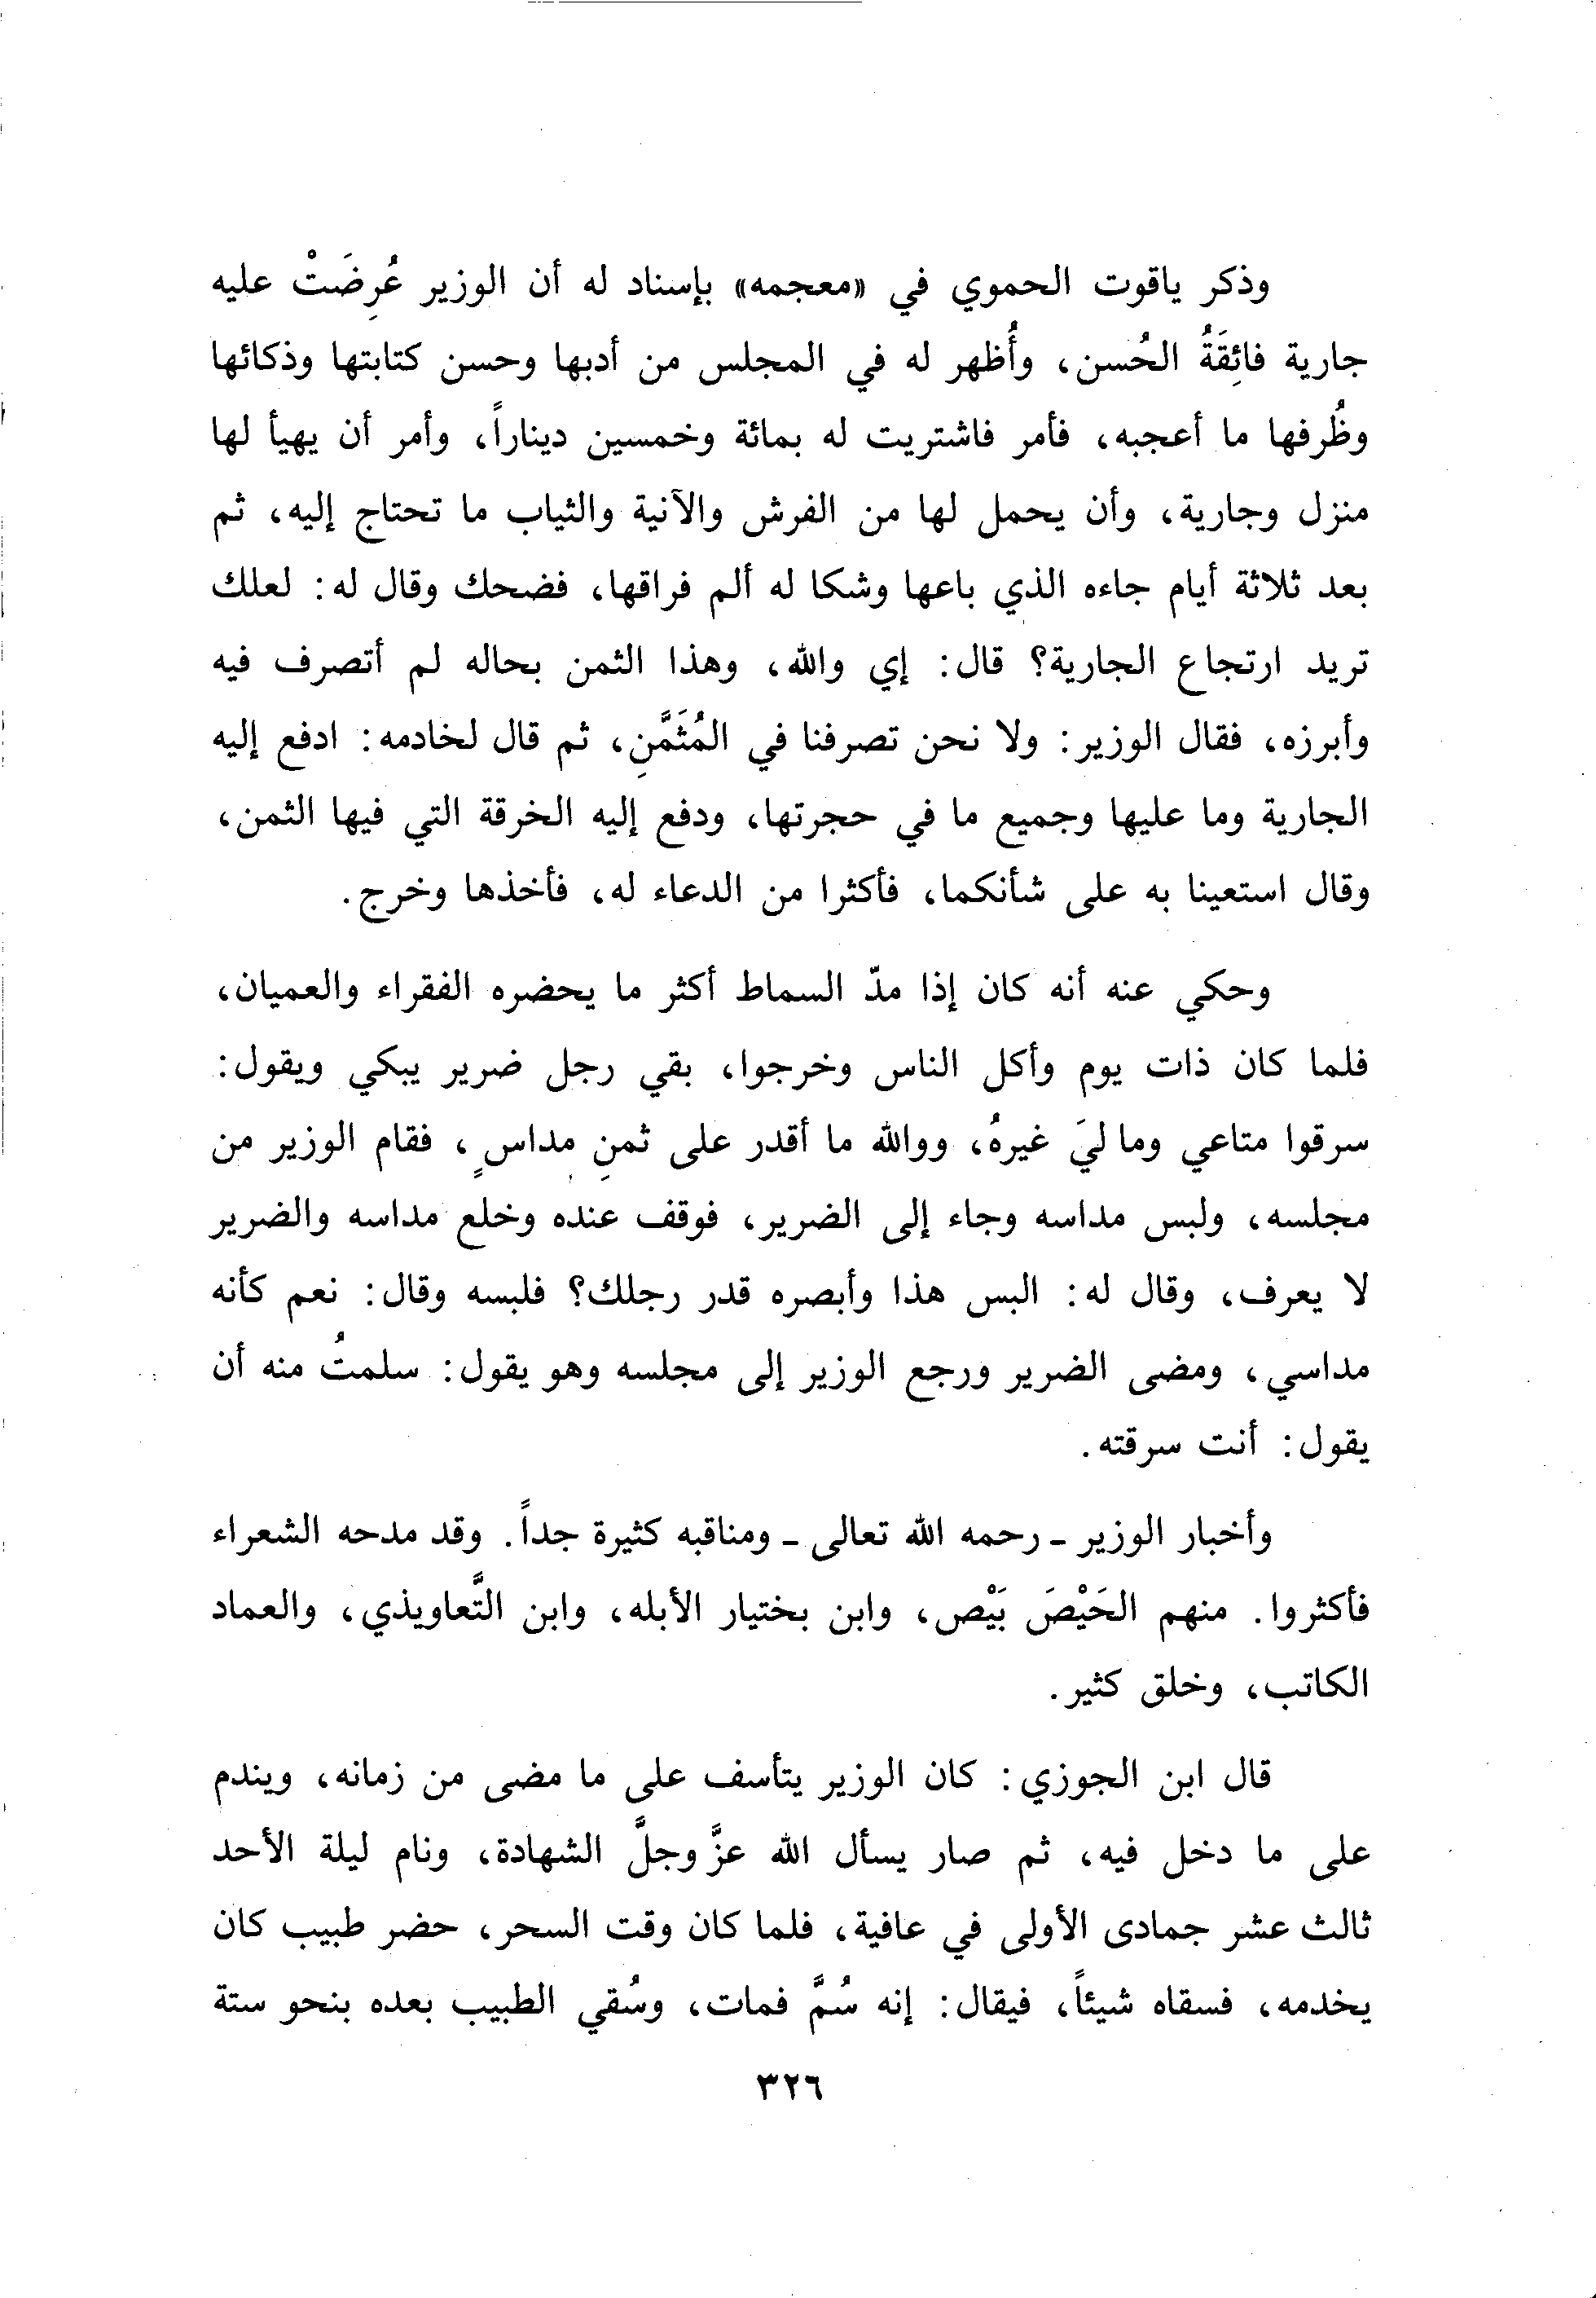 وذكر ياقوت الحموي في «معجمه» بإسناد له أن الوزير عُرِضَتْ عليه
جارية فائِقَةُ الحُسن، وأُظهر له في المجلس من أدبها وحسن كتابتها وذكائها
وظُرفها ما أعجبه، فأمر فاشتريت له بمائة وخمسين ديناراً، وأمر أن يهيأ لها
منزل وجارية، وأن يحمل لها من الفرش والآنية والثياب ما تحتاج إليه، ثم
بعد ثلاثة أيام جاءه الذي باعها وشكا له ألم فراقها، فضحك وقال له: لعلك
تريد ارتجاع الجارية؟ قال: إي والله، وهذا الثمن بحاله لم أتصرف فيه
وأبرزه، فقال الوزير: ولا نحن تصرفنا في المُثَمَّنِ، ثم قال لخادمه: ادفع إليه
الجارية وما عليها وجميع ما في حجرتها، ودفع إليه الخرقة التي فيها الثمن،
وقال استعينا به على شأنكما، فأكثرا من الدعاء له، فأخذها وخرج.
وحكي عنه أنه كان إذا مدّ السماط أكثر ما يحضره الفقراء والعميان،
فلما كان ذات يوم وأكل الناس وخرجوا، بقي رجل ضرير يبكي ويقول:
سرقوا متاعي وما ليَ غيرهُ، ووالله ما أقدر على ثمنِ مداسٍ، فقام الوزير من
مجلسه، ولبس مداسه وجاء إلى الضرير، فوقف عنده وخلع مداسه والضرير
لا يعرف، وقال له: البس هذا وأبصره قدر رجلك؟ فلبسه وقال: نعم كأنه
مداسي، ومضى الضرير ورجع الوزير إلى مجلسه وهو يقول: سلمتُ منه أن
يقول: أنت سرقته.
وأخبار الوزير - رحمه الله تعالى - ومناقبه كثيرة جداً. وقد مدحه الشعراء
فأكثروا. منهم الحَيْصَ بَيْص، وابن بختيار الأبله، وابن التَّعاويذي، والعماد
الكاتب، وخلق كثير.
قال ابن الجوزي: كان الوزير يتأسف على ما مضى من زمانه، ويندم
على ما دخل فيه، ثم صار يسأل الله عزَّ وجلَّ الشهادة، ونام ليلة الأحد
ثالث عشر جمادى الأولى في عافية، فلما كان وقت السحر، حضر طبيب كان
يخدمه، فسقاه شيئاً، فيقال: إنه سُمَّ فمات، وسُقي الطبيب بعده بنحو ستة
٣٢٦